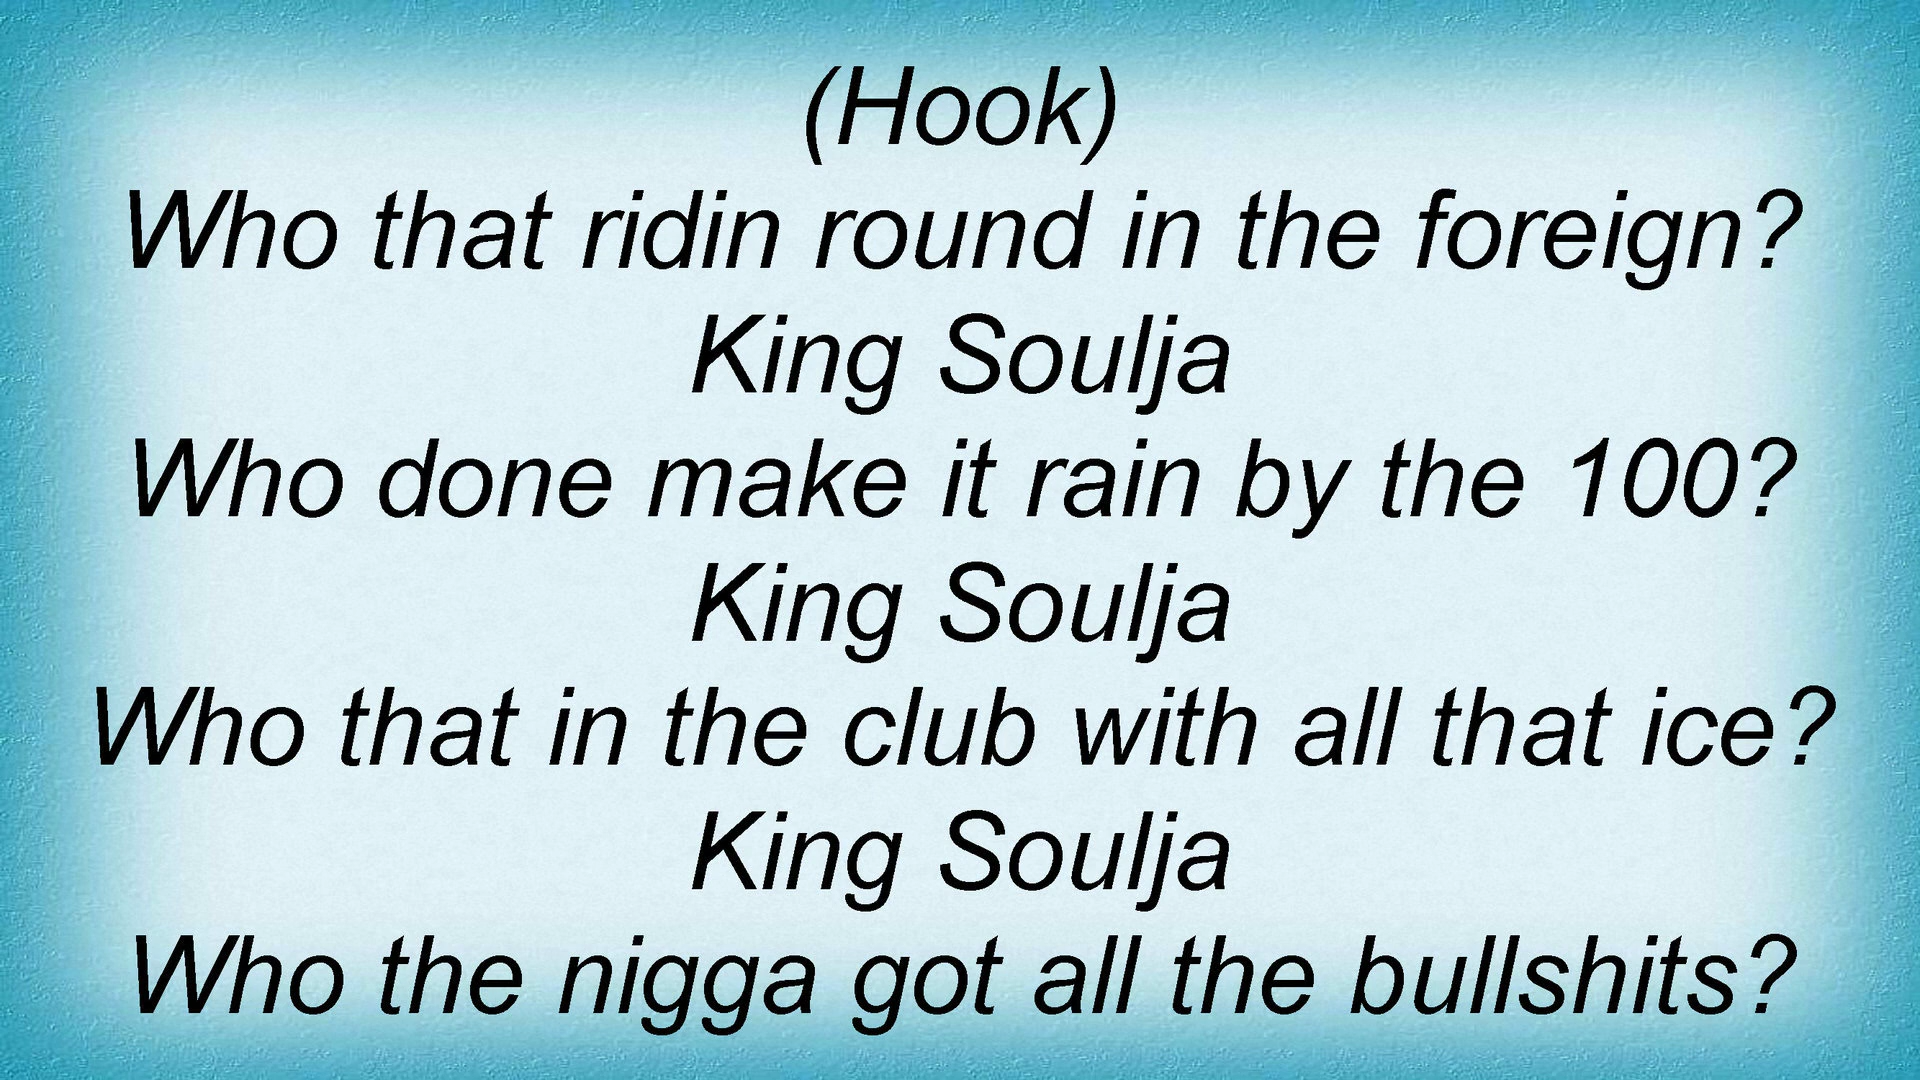 (Hook)
Who that ridin round in the foreign?
King Soulja
Who done make it rain by the 100?
King Soulja
Who that in the club with all that ice?
King Soulja
Who the nigga got all the bullshits?